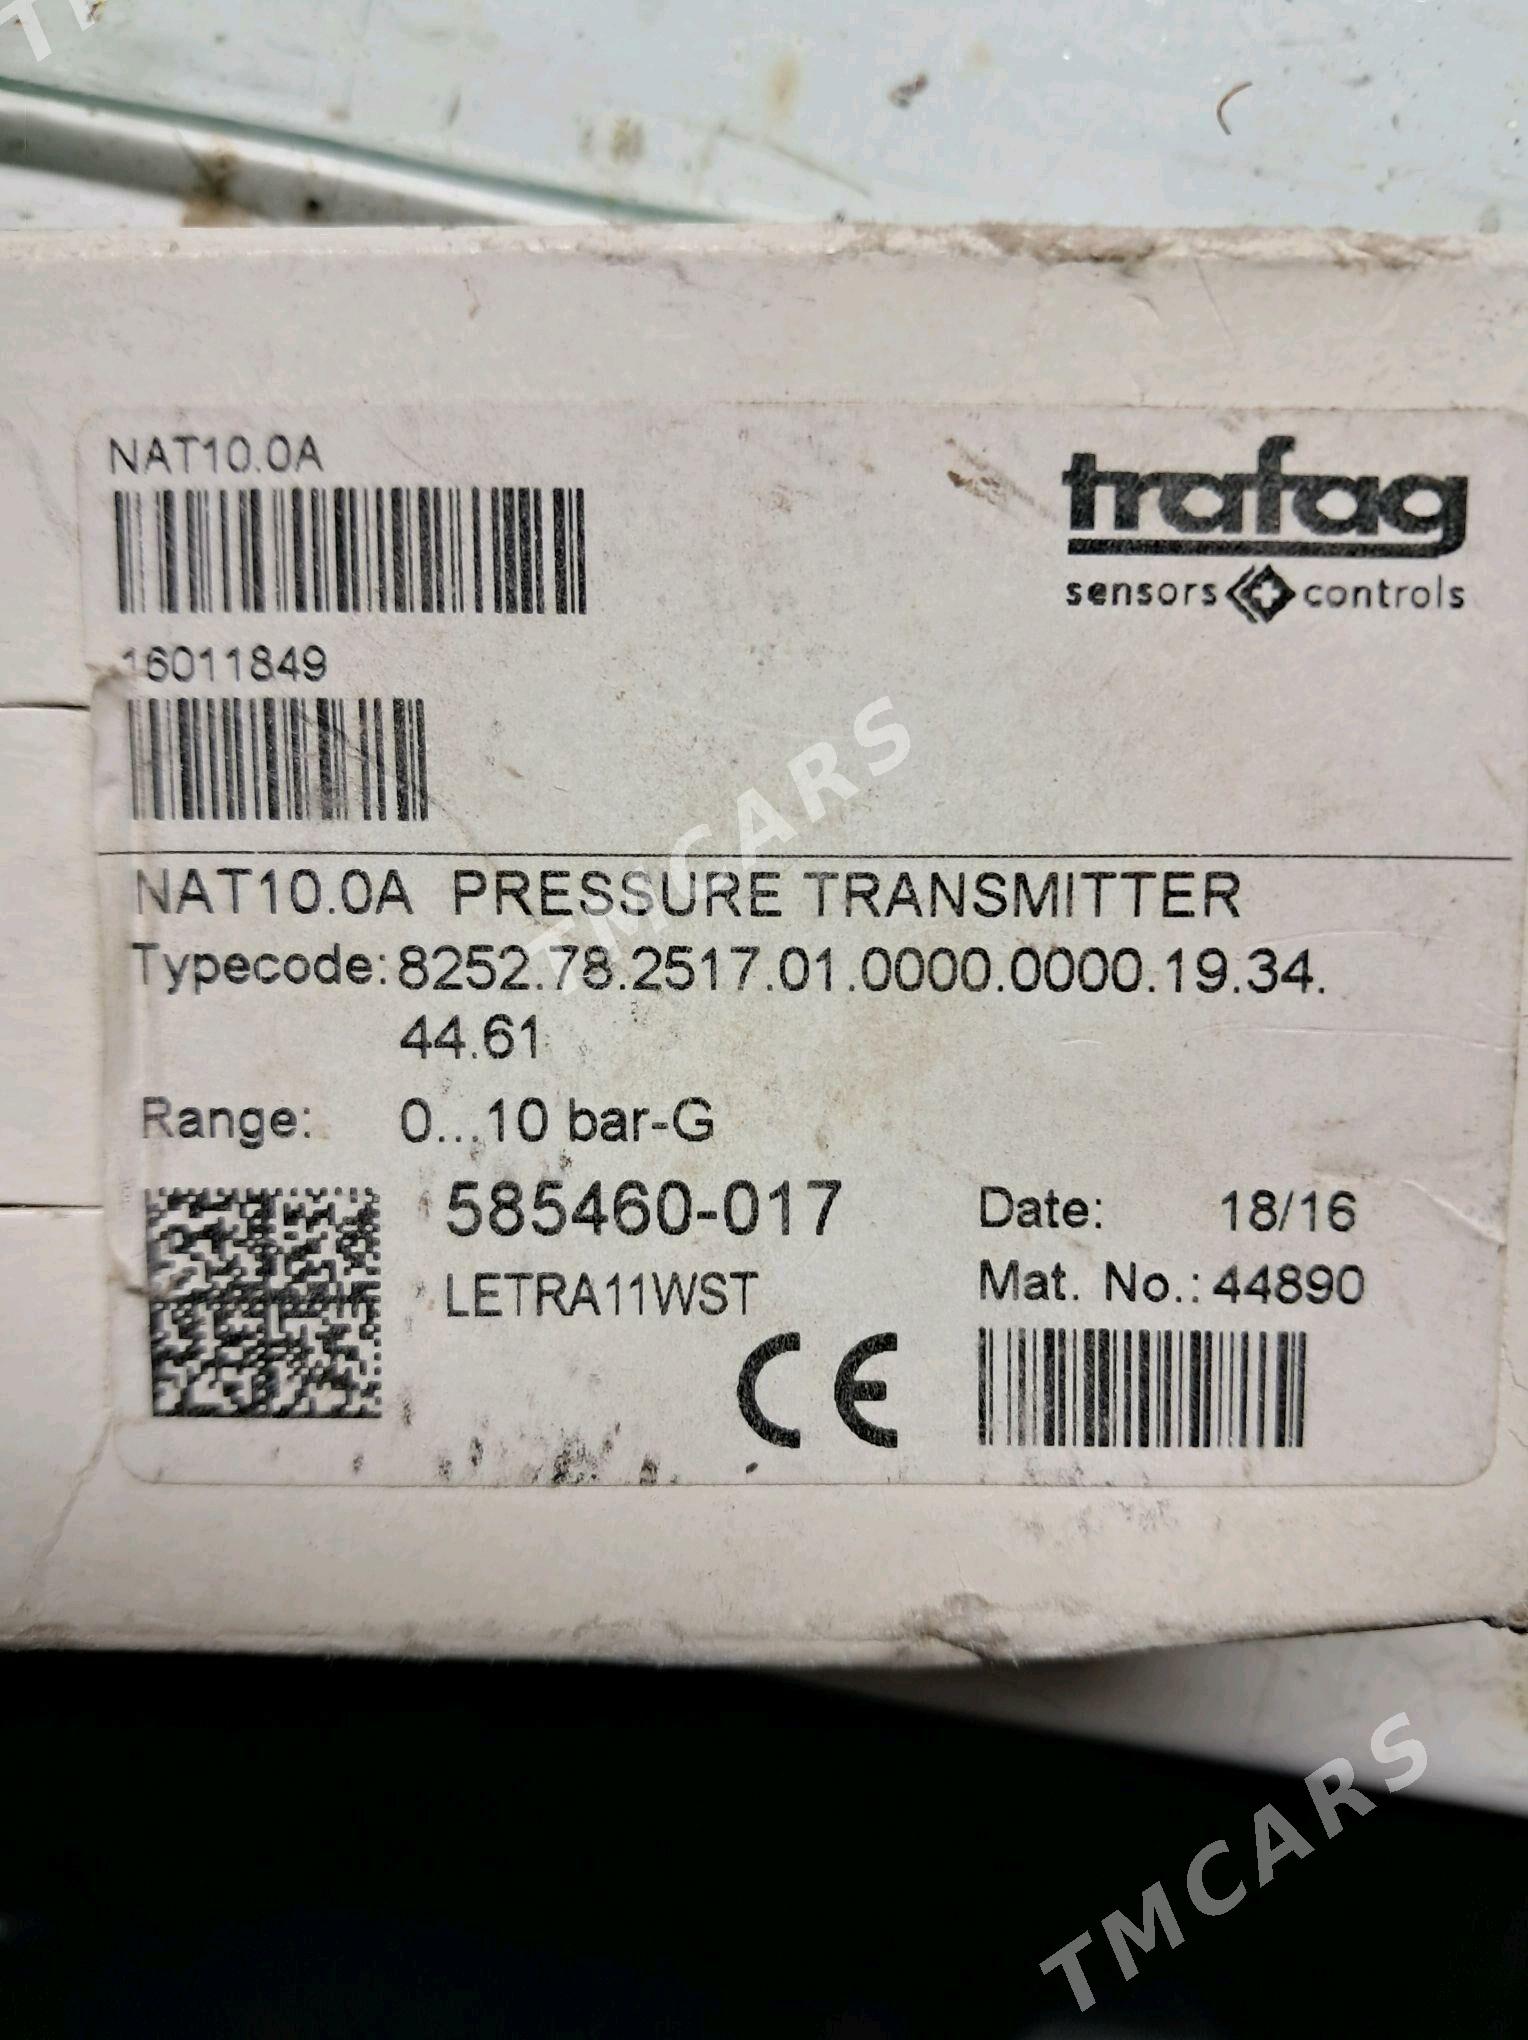 NAT10.0A
trafag
sensors controls
16011849
NAT10.0A PRESSURE TRANSMITTER
Typecode: 8252.78.2517.01.0000.0000.19.34.
44.61
Range: 0...10 bar-G
585460-017
Date: 18/16
LETRA11WST
Mat. No.: 44890
CE
TMCARS
TMCARS